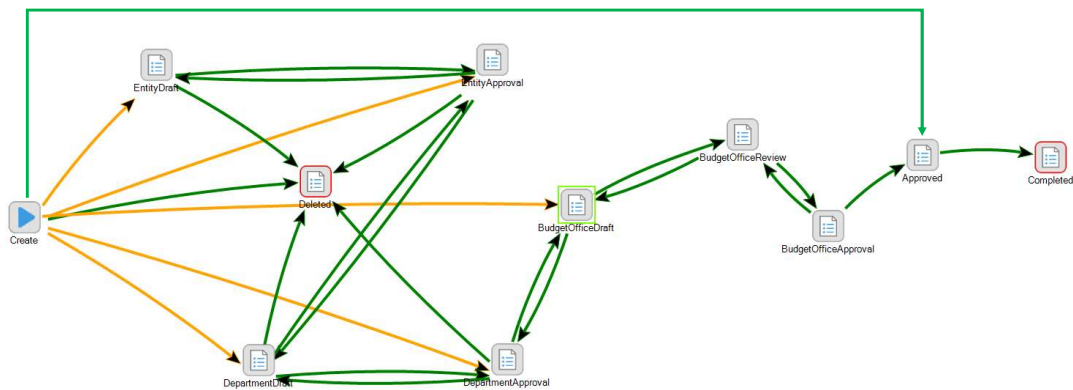 EntityDraft
EntityApproval
BudgetOfficeReview
Approved
Completed
Deleted
BudgetOfficeDraft
Create
BudgetOfficeApproval
DepartmentDraft
DepartmentApproval